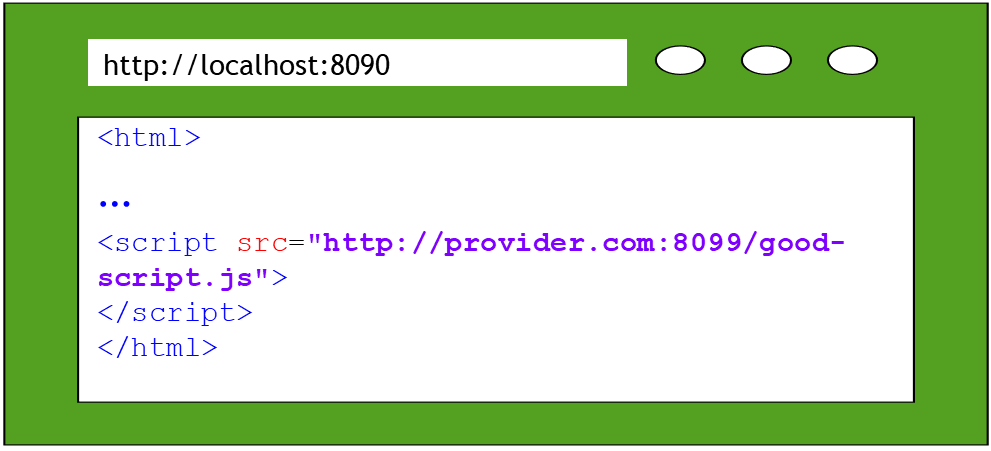 http://localhost:8090
<html>
...
<script src="http://provider.com:8099/good-
script.js">
</script>
</html>